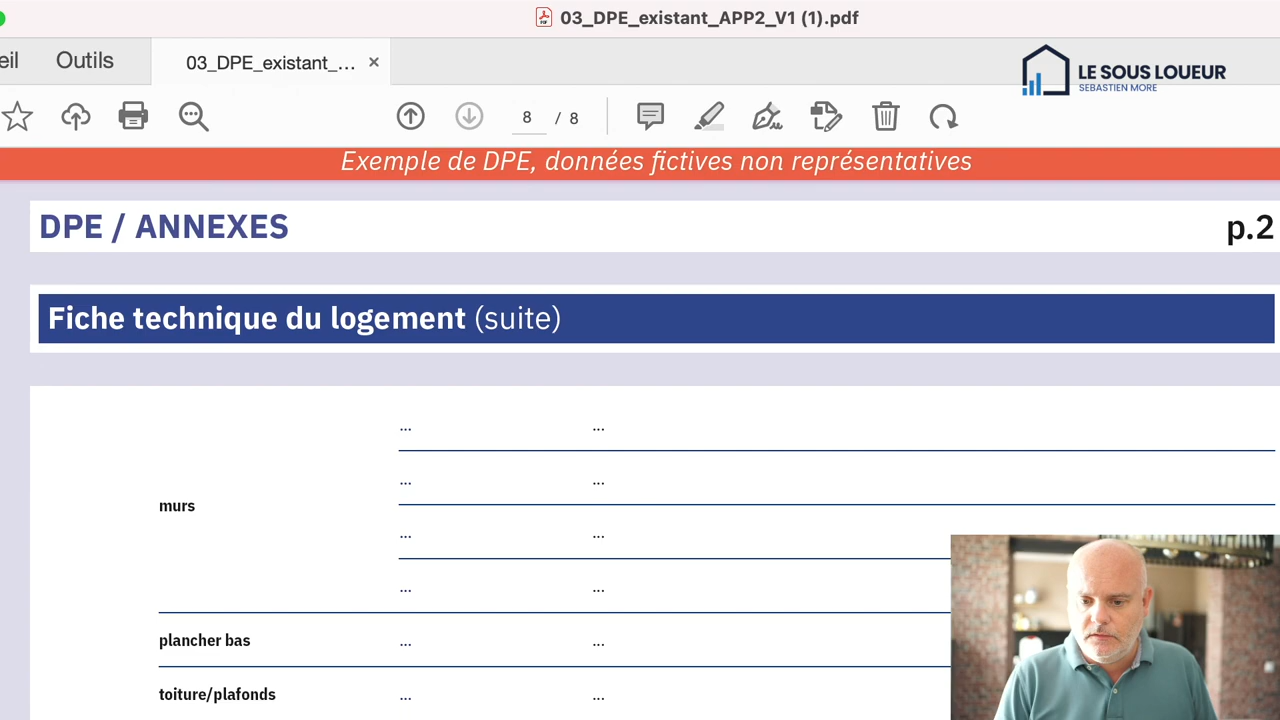 03_DPE_existant_APP2_V1 (1).pdf
eil
Outils
03_DPE_existant_...
LE SOUS LOUEUR
SEBASTIEN MORE
8 / 8
Exemple de DPE, données fictives non représentatives
DPE / ANNEXES
p.2
Fiche technique du logement (suite)
... ...
... ...
murs
... ...
... ...
plancher bas ... ...
toiture/plafonds ... ...